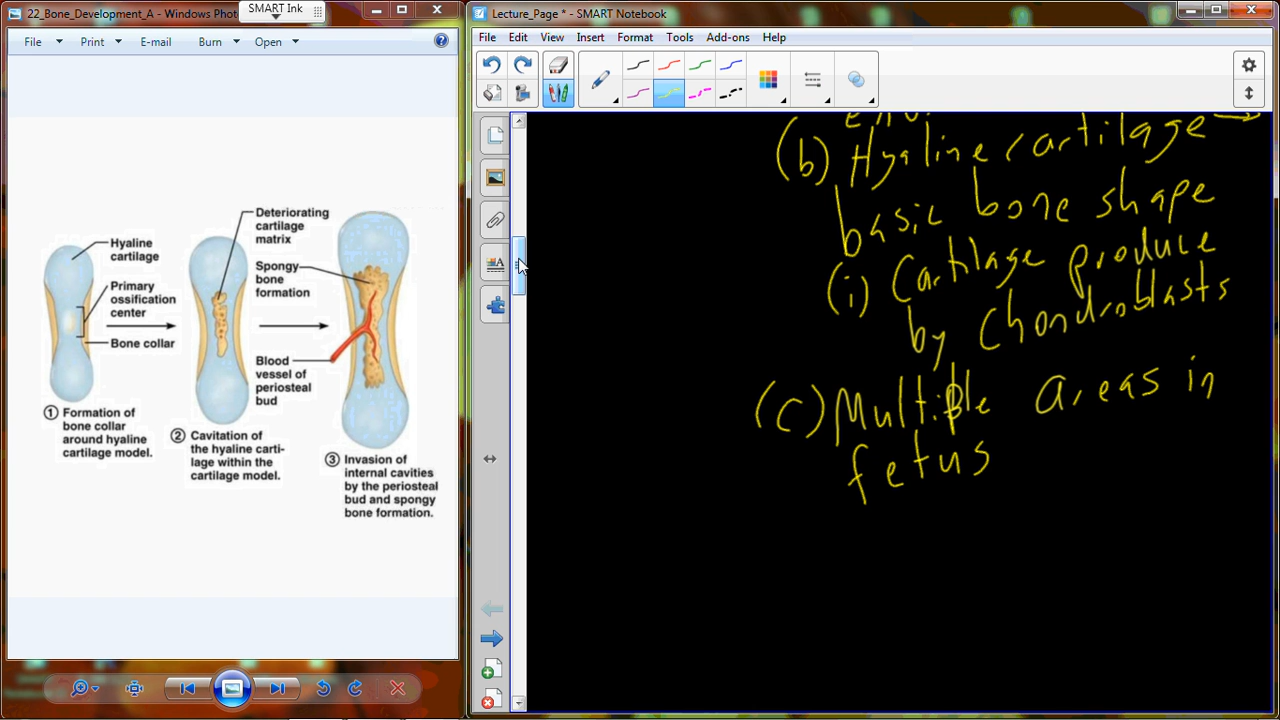 22_Bone_Development_A - Windows Phot
SMART Ink
File Print E-mail Burn Open
Hyaline
cartilage
Primary
ossification
center
Bone collar
① Formation of
bone collar
around hyaline
cartilage model.
Deteriorating
cartilage
matrix
Spongy
bone
formation
Blood
vessel of
periosteal
bud
② Cavitation of
the hyaline carti-
lage within the
cartilage model.
③ Invasion of
internal cavities
by the periosteal
bud and spongy
bone formation.
Lecture_Page * - SMART Notebook
File Edit View Insert Format Tools Add-ons Help
(b) Hyaline cartilage →
basic bone shape
(i) Cartilage produce
by Chondroblasts
(c) Multiple areas in
fetus